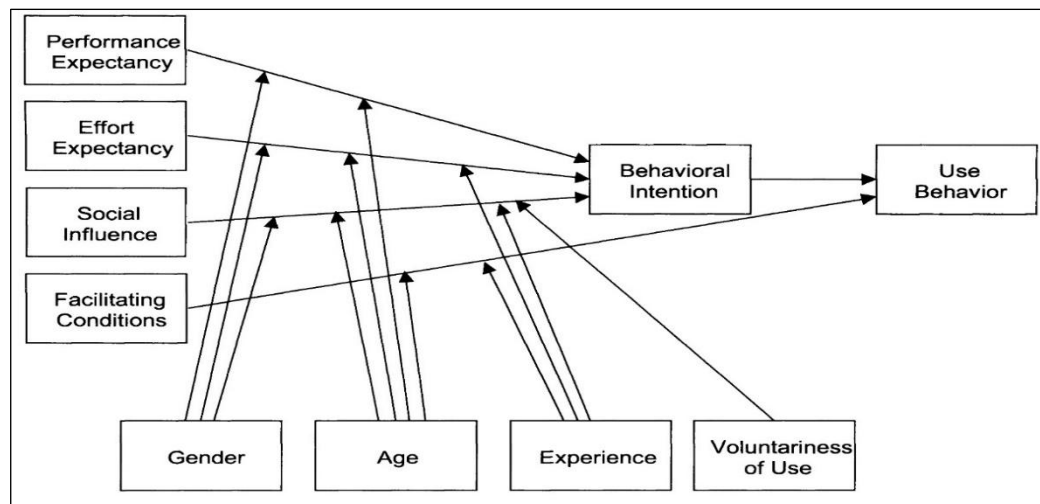 Performance
Expectancy
Effort
Expectancy
Social
Influence
Facilitating
Conditions
Behavioral
Intention
Use
Behavior
Gender
Age
Experience
Voluntariness
of Use